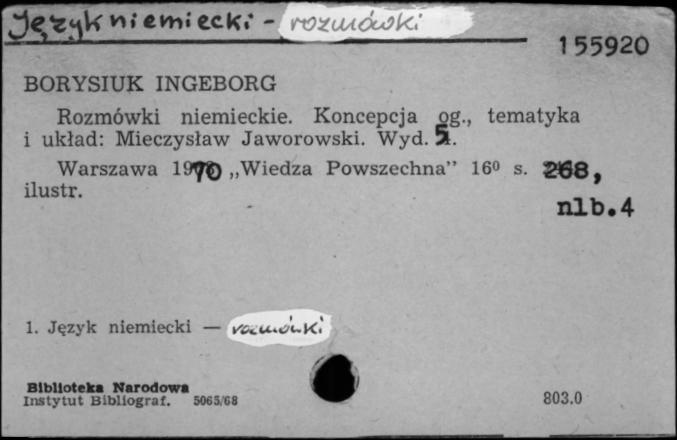 Język niemiecki - rozmówki
155920
BORYSIUK INGEBORG
Rozmówki niemieckie. Koncepcja og., tematyka
i układ: Mieczysław Jaworowski. Wyd. 5.
Warszawa 1970 „Wiedza Powszechna” 16⁰ s. 268,
ilustr.
nlb.4
1. Język niemiecki — rozmówki
Biblioteka Narodowa
Instytut Bibliograf. 5065/68
803.0